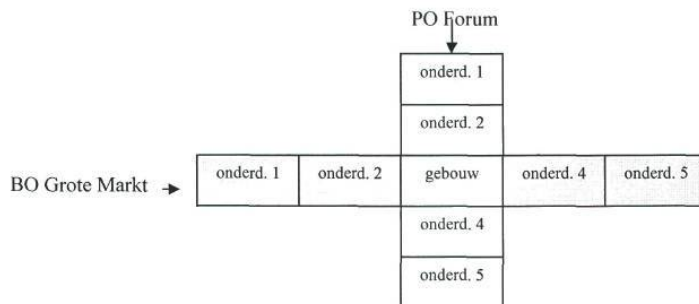 PO Forum
onderd. 1
onderd. 2
BO Grote Markt
onderd. 1
onderd. 2
gebouw
onderd. 4
onderd. 5
onderd. 4
onderd. 5